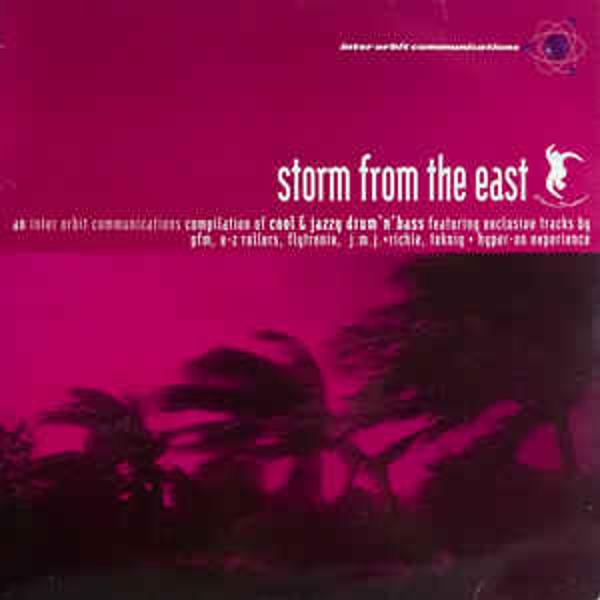 inter orbit communications
storm from the east
an inter orbit communications compilation of cool & jazzy drum'n'bass featuring exclusive tracks by
pfm, e-z rollers, flytronix, j.m.j.+richie, tekniq + hyper-on experience